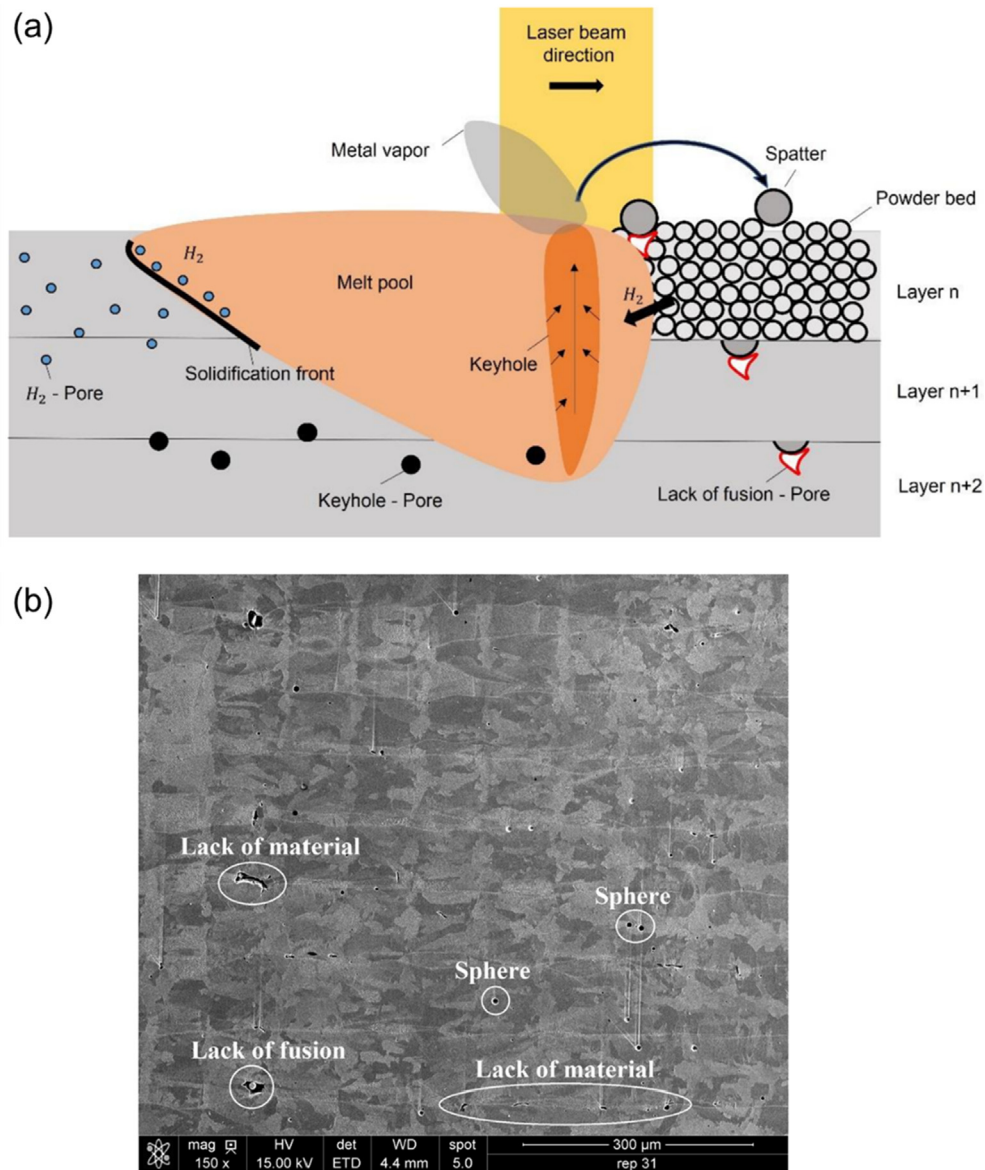 (a)
Laser beam
direction
Metal vapor
Spatter
Powder bed
H₂
Melt pool
H₂
Layer n
Keyhole
Solidification front
H₂ - Pore
Layer n+1
Keyhole - Pore
Lack of fusion - Pore
Layer n+2
(b)
Lack of material
Sphere
Sphere
Lack of fusion
Lack of material
mag HV det WD spot 300 µm
150 x 15.00 kV ETD 4.4 mm 5.0 rep 31